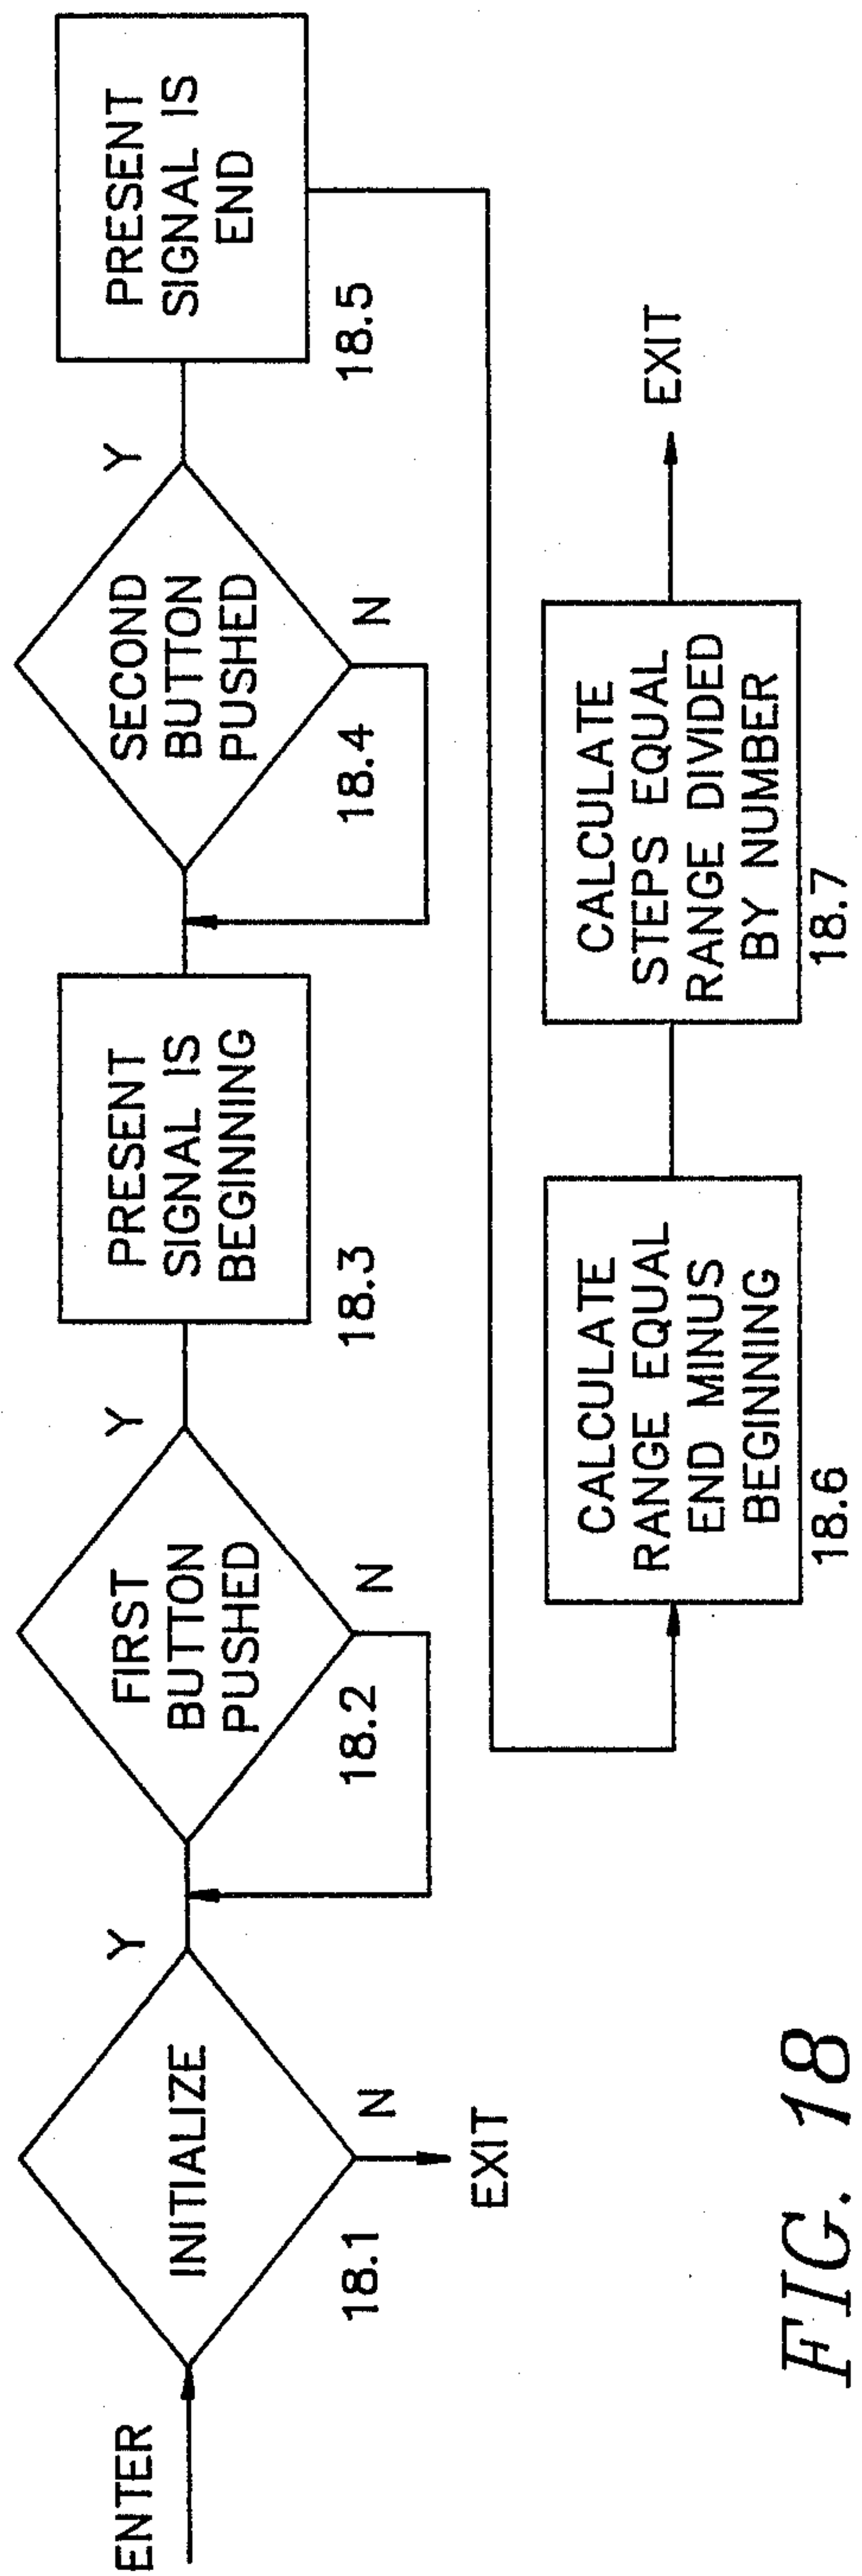 ENTER
INITIALIZE
Y
N
18.1
EXIT
FIRST
BUTTON
PUSHED
Y
N
18.2
PRESENT
SIGNAL IS
BEGINNING
18.3
SECOND
BUTTON
PUSHED
Y
N
18.4
PRESENT
SIGNAL IS
END
18.5
CALCULATE
RANGE EQUAL
END MINUS
BEGINNING
18.6
CALCULATE
STEPS EQUAL
RANGE DIVIDED
BY NUMBER
18.7
EXIT
FIG. 18